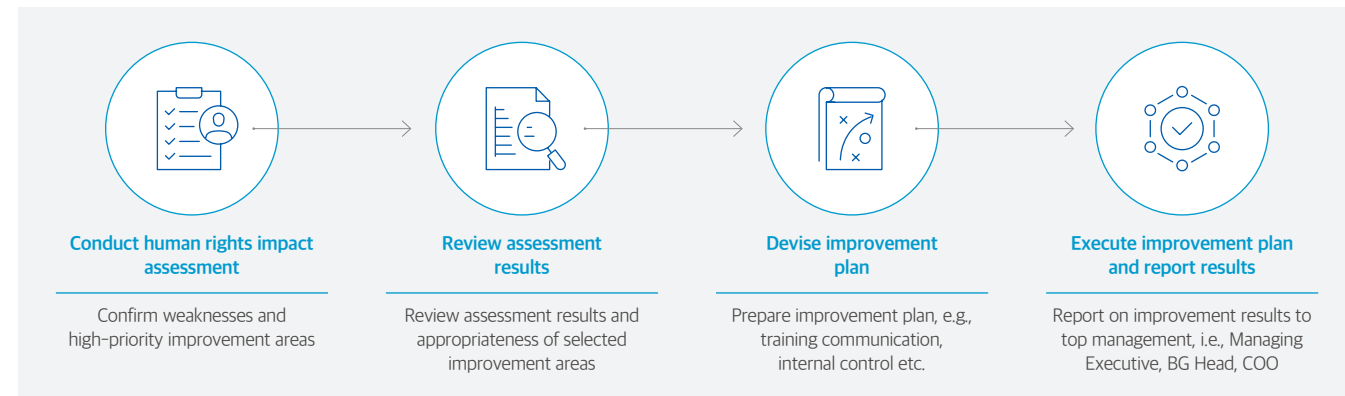 Conduct human rights impact
assessment
Confirm weaknesses and
high-priority improvement areas
Review assessment
results
Review assessment results and
appropriateness of selected
improvement areas
Devise improvement
plan
Prepare improvement plan, e.g.,
training communication,
internal control etc.
Execute improvement plan
and report results
Report on improvement results to
top management, i.e., Managing
Executive, BG Head, COO